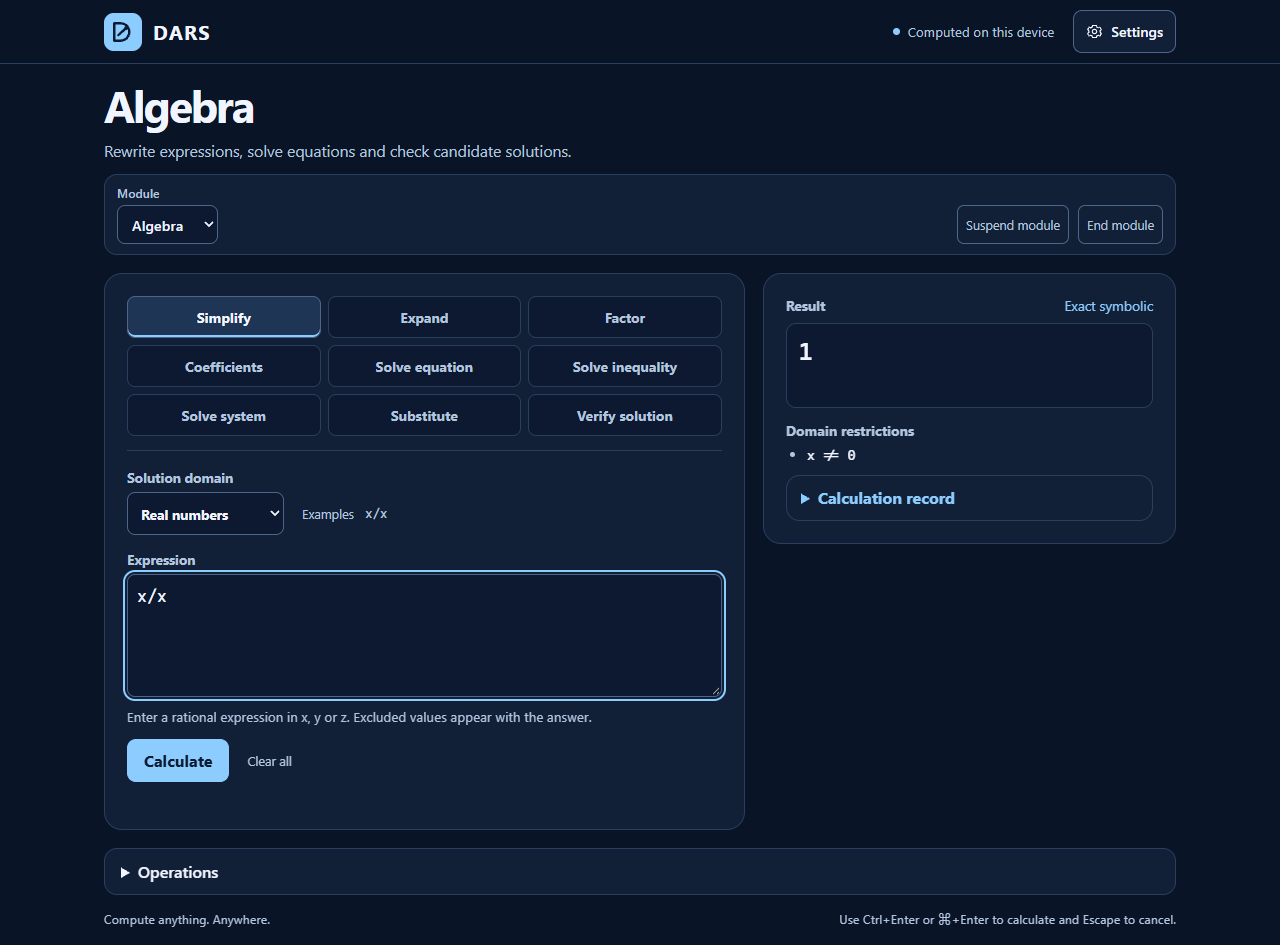 DARS
Computed on this device
Settings
Algebra
Rewrite expressions, solve equations and check candidate solutions.
Module
Algebra
Suspend module
End module
Simplify
Expand
Factor
Coefficients
Solve equation
Solve inequality
Solve system
Substitute
Verify solution
Solution domain
Real numbers
Examples x/x
Expression
x/x
Enter a rational expression in x, y or z. Excluded values appear with the answer.
Calculate
Clear all
Result
Exact symbolic
1
Domain restrictions
• x ≠ 0
Calculation record
Operations
Compute anything. Anywhere.
Use Ctrl+Enter or ⌘+Enter to calculate and Escape to cancel.